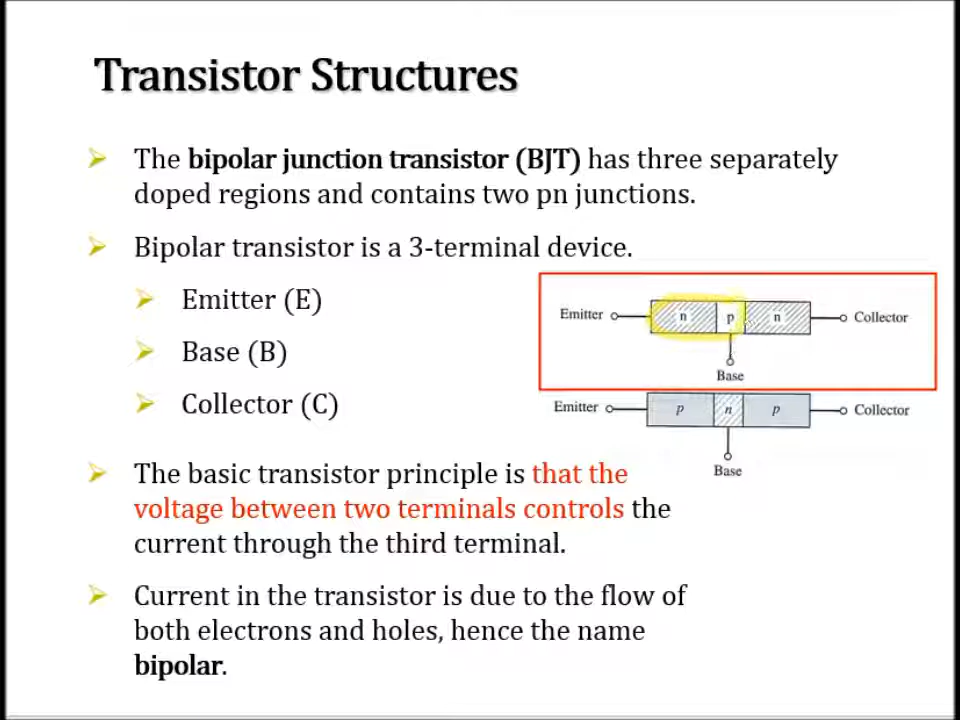 Transistor Structures
The bipolar junction transistor (BJT) has three separately
doped regions and contains two pn junctions.
Bipolar transistor is a 3-terminal device.
Emitter (E)
Base (B)
Collector (C)
Emitter n p n Collector
Base
Emitter p n p Collector
Base
The basic transistor principle is that the
voltage between two terminals controls the
current through the third terminal.
Current in the transistor is due to the flow of
both electrons and holes, hence the name
bipolar.